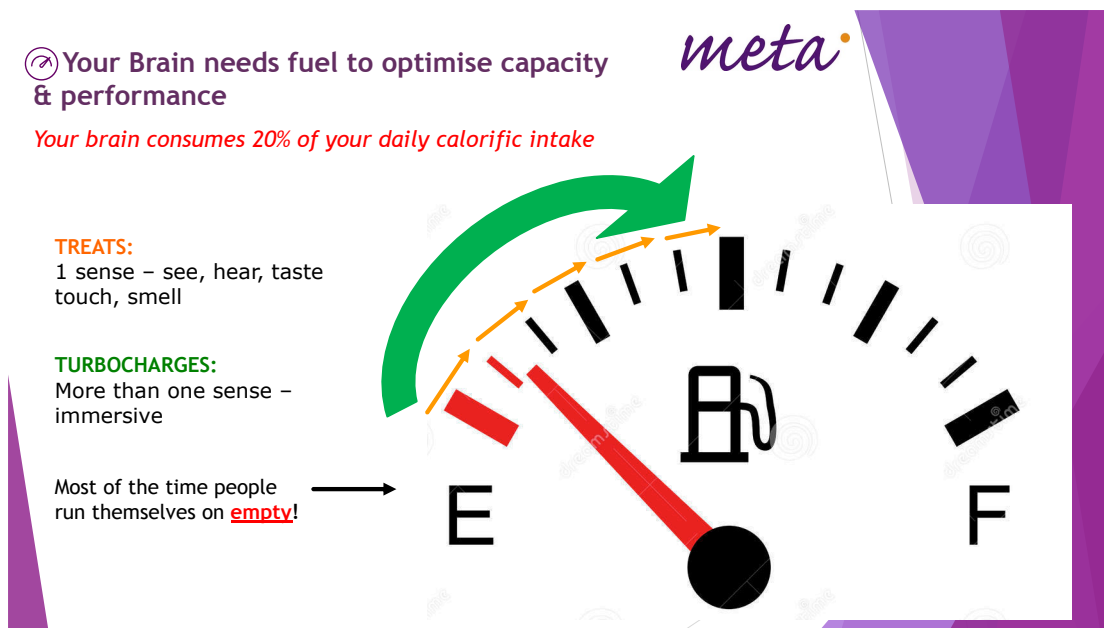 Your Brain needs fuel to optimise capacity
& performance
meta
Your brain consumes 20% of your daily calorific intake
TREATS:
1 sense – see, hear, taste
touch, smell
TURBOCHARGES:
More than one sense –
immersive
Most of the time people
run themselves on empty!
E
F
dreamstime
dreamstime